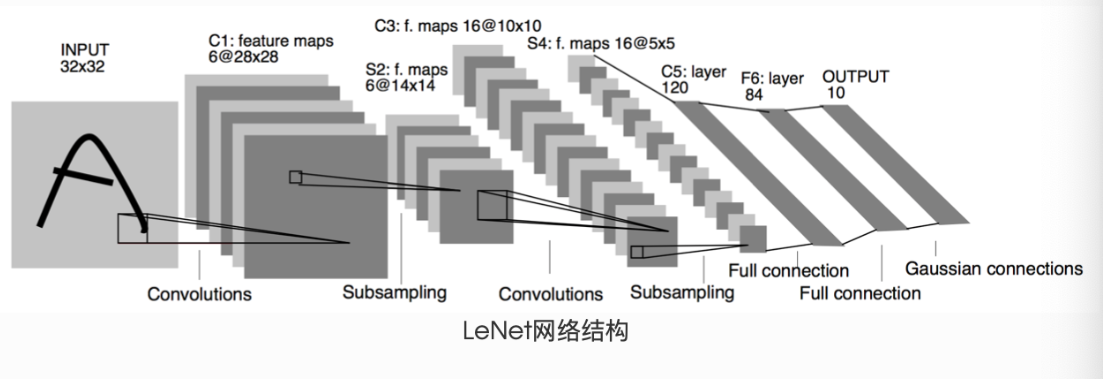 INPUT
32x32
C1: feature maps
6@28x28
S2: f. maps
6@14x14
C3: f. maps 16@10x10
S4: f. maps 16@5x5
C5: layer
120
F6: layer
84
OUTPUT
10
Convolutions
Subsampling
Convolutions
Subsampling
Full connection
Full connection
Gaussian connections
LeNet网络结构